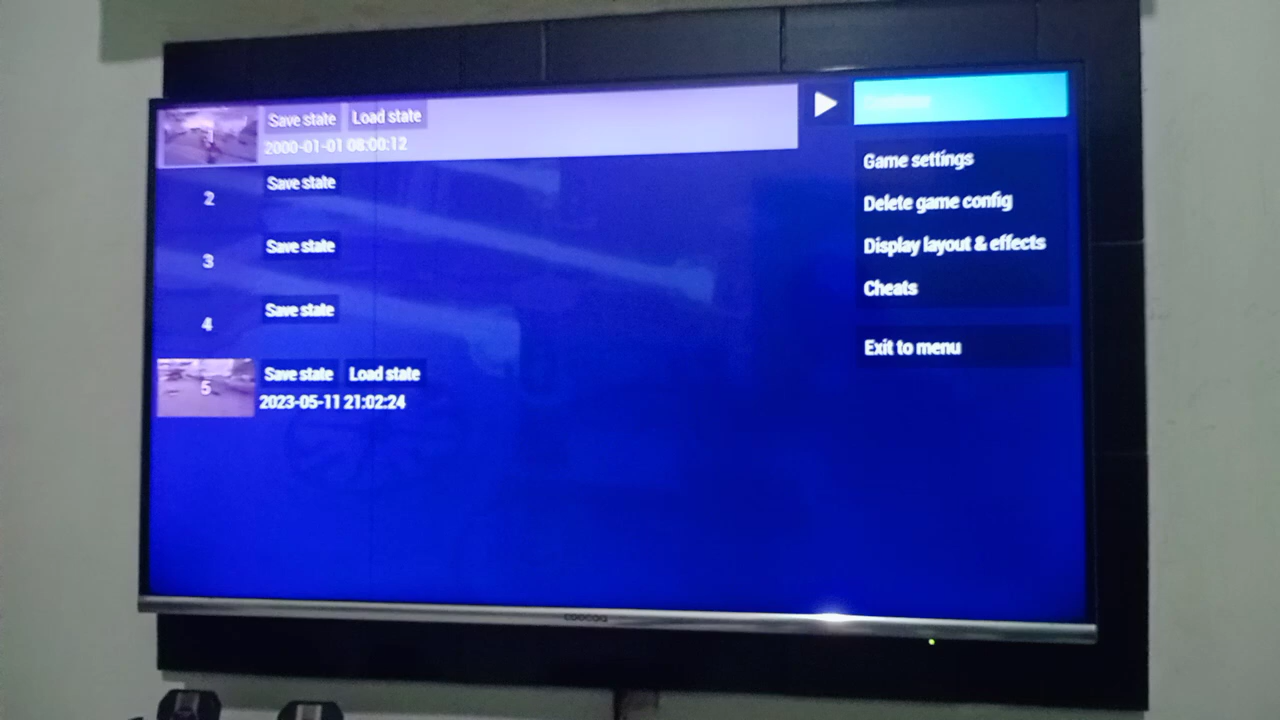 Save state Load state
2000-01-01 08:00:12
2 Save state
3 Save state
4 Save state
5 Save state Load state
2023-05-11 21:02:24
Continue
Game settings
Delete game config
Display layout & effects
Cheats
Exit to menu
coocaa